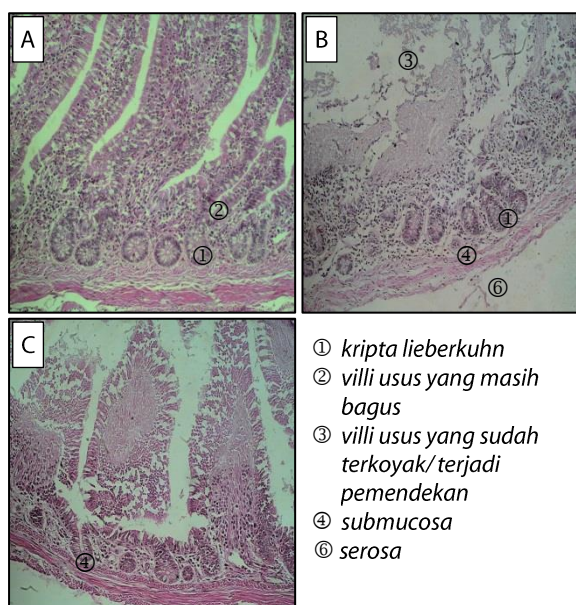 A
B
③
②
①
①
④
⑥
C
④
① kripta lieberkuhn
② villi usus yang masih
bagus
③ villi usus yang sudah
terkoyak/ terjadi
pemendekan
④ submucosa
⑥ serosa